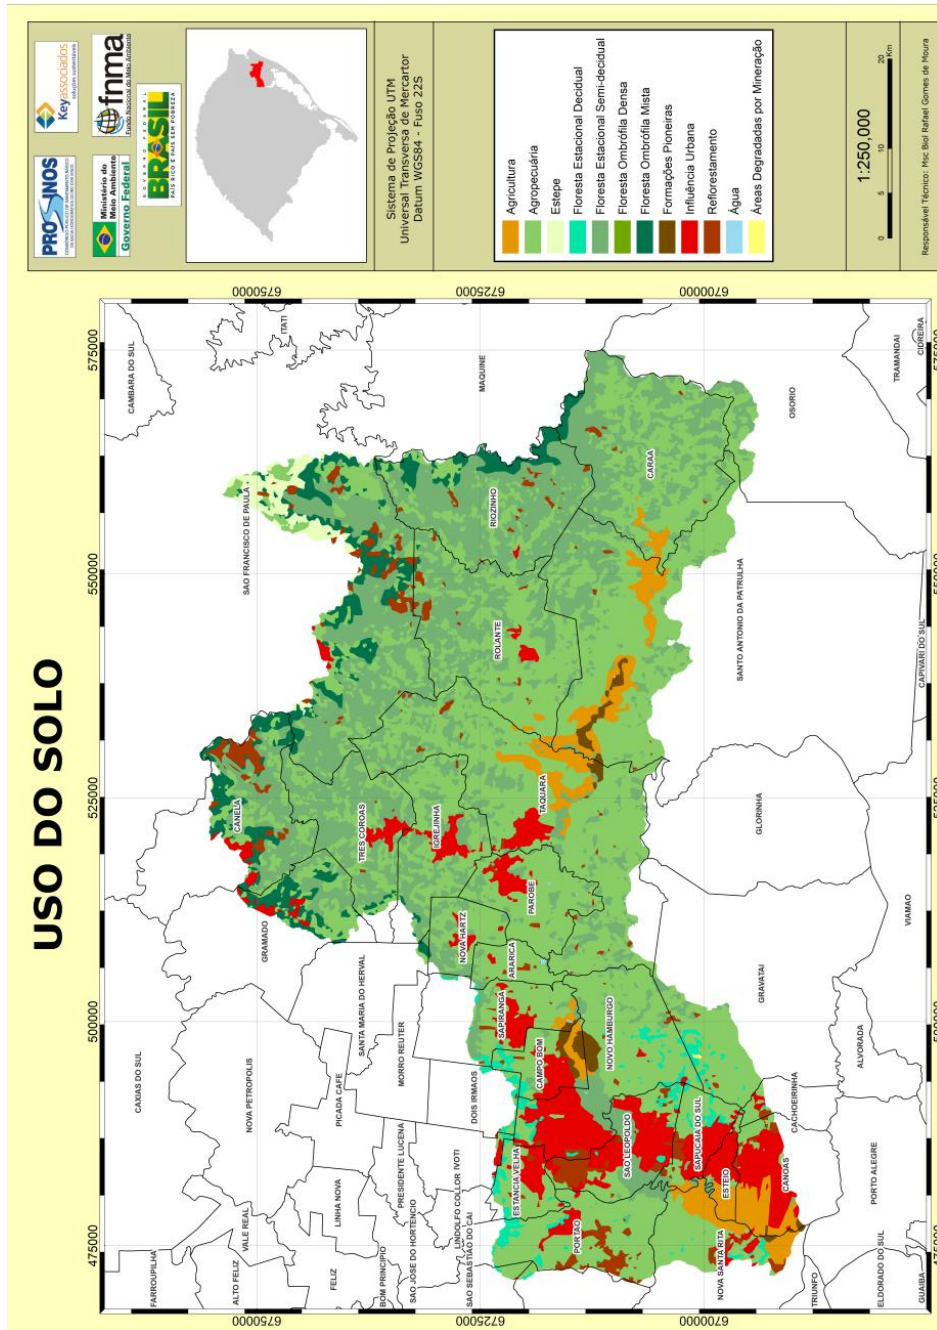 USO DO SOLO
475000
500000
525000
550000
575000
6750000
6725000
6700000
FARROUPILHA
CAXIAS DO SUL
CAMBARA DO SUL
ALTO FELIZ
VALE REAL
NOVA PETROPOLIS
GRAMADO
CANELA
SAO FRANCISCO DE PAULA
ITATI
FELIZ
LINHA NOVA
PICADA CAFE
SANTA MARIA DO HERVAL
TRES COROAS
BOM PRINCIPIO
SAO JOSE DO HORTENCIO
PRESIDENTE LUCENA
MORRO REUTER
IGREJINHA
SAO SEBASTIAO DO CAI
LINDOLFO COLLOR
IVOTI
DOIS IRMAOS
NOVA HARTZ
MAQUINE
RIOZINHO
ROLANTE
ESTANCIA VELHA
SAPIRANGA
ARARICA
CAMPO BOM
PAROBE
TAQUARA
PORTAO
SAO LEOPOLDO
NOVO HAMBURGO
CARAA
NOVA SANTA RITA
ESTEIO
SAPUCAIA DO SUL
SANTO ANTONIO DA PATRULHA
GRAVATAI
GLORINHA
OSORIO
TRIUNFO
CANOAS
CACHOEIRINHA
ELDORADO DO SUL
PORTO ALEGRE
ALVORADA
VIAMAO
CAPIVARI DO SUL
TRAMANDAI
CIDREIRA
GUAIBA
6750000
6725000
6700000
PROSINOS
Keyassociados
soluções sustentáveis
Ministério do
Meio Ambiente
Governo Federal
fnma
Fundo Nacional do Meio Ambiente
GOVERNO FEDERAL
BRASIL
PAÍS RICO É PAÍS SEM POBREZA
Sistema de Projeção UTM
Universal Transversa de Mercartor
Datum WGS84 - Fuso 22S
Agricultura
Agropecuária
Estepe
Floresta Estacional Decidual
Floresta Estacional Semi-decidual
Floresta Ombrófila Densa
Floresta Ombrófila Mista
Formações Pioneiras
Influência Urbana
Reflorestamento
Água
Áreas Degradadas por Mineração
1:250,000
0 5 10 20
Km
Responsável Técnico: Msc Biol Rafael Gomes de Moura